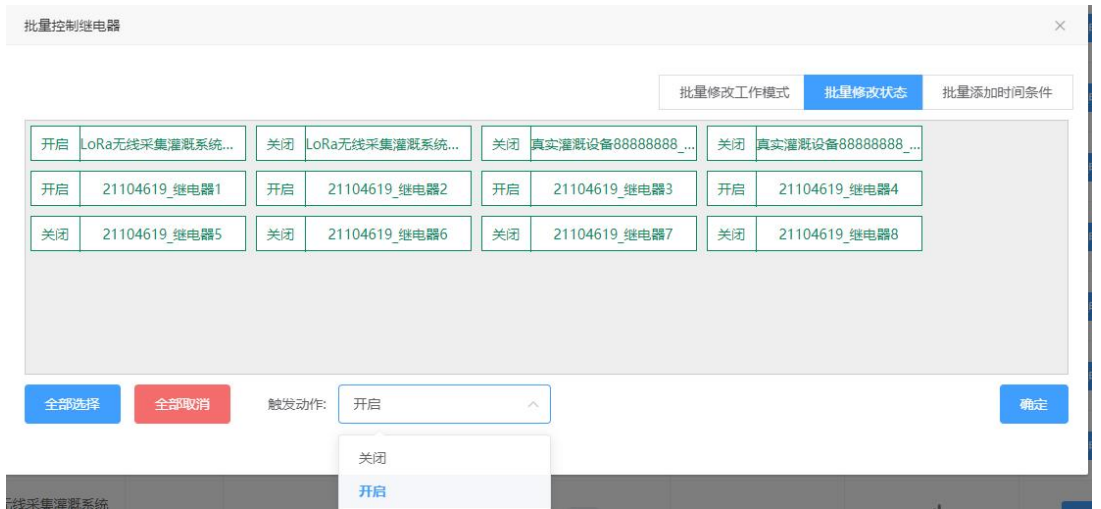 批量控制继电器
批量修改工作模式 批量修改状态 批量添加时间条件
开启 LoRa无线采集灌溉系统... 关闭 LoRa无线采集灌溉系统... 关闭 真实灌溉设备88888888_... 关闭 真实灌溉设备88888888_...
开启 21104619_继电器1 开启 21104619_继电器2 开启 21104619_继电器3 开启 21104619_继电器4
关闭 21104619_继电器5 关闭 21104619_继电器6 关闭 21104619_继电器7 关闭 21104619_继电器8
全部选择 全部取消 触发动作: 开启 确定
关闭
开启
无线采集灌溉系统